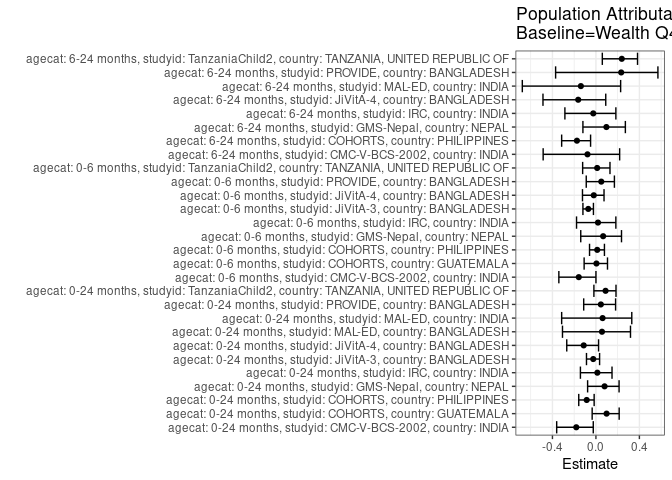 Population Attributa
Baseline=Wealth Q4
agecat: 6-24 months, studyid: TanzaniaChild2, country: TANZANIA, UNITED REPUBLIC OF
agecat: 6-24 months, studyid: PROVIDE, country: BANGLADESH
agecat: 6-24 months, studyid: MAL-ED, country: INDIA
agecat: 6-24 months, studyid: JiVitA-4, country: BANGLADESH
agecat: 6-24 months, studyid: IRC, country: INDIA
agecat: 6-24 months, studyid: GMS-Nepal, country: NEPAL
agecat: 6-24 months, studyid: COHORTS, country: PHILIPPINES
agecat: 6-24 months, studyid: CMC-V-BCS-2002, country: INDIA
agecat: 0-6 months, studyid: TanzaniaChild2, country: TANZANIA, UNITED REPUBLIC OF
agecat: 0-6 months, studyid: PROVIDE, country: BANGLADESH
agecat: 0-6 months, studyid: JiVitA-4, country: BANGLADESH
agecat: 0-6 months, studyid: JiVitA-3, country: BANGLADESH
agecat: 0-6 months, studyid: IRC, country: INDIA
agecat: 0-6 months, studyid: GMS-Nepal, country: NEPAL
agecat: 0-6 months, studyid: COHORTS, country: PHILIPPINES
agecat: 0-6 months, studyid: COHORTS, country: GUATEMALA
agecat: 0-6 months, studyid: CMC-V-BCS-2002, country: INDIA
agecat: 0-24 months, studyid: TanzaniaChild2, country: TANZANIA, UNITED REPUBLIC OF
agecat: 0-24 months, studyid: PROVIDE, country: BANGLADESH
agecat: 0-24 months, studyid: MAL-ED, country: INDIA
agecat: 0-24 months, studyid: MAL-ED, country: BANGLADESH
agecat: 0-24 months, studyid: JiVitA-4, country: BANGLADESH
agecat: 0-24 months, studyid: JiVitA-3, country: BANGLADESH
agecat: 0-24 months, studyid: IRC, country: INDIA
agecat: 0-24 months, studyid: GMS-Nepal, country: NEPAL
agecat: 0-24 months, studyid: COHORTS, country: PHILIPPINES
agecat: 0-24 months, studyid: COHORTS, country: GUATEMALA
agecat: 0-24 months, studyid: CMC-V-BCS-2002, country: INDIA
-0.4 0.0 0.4
Estimate